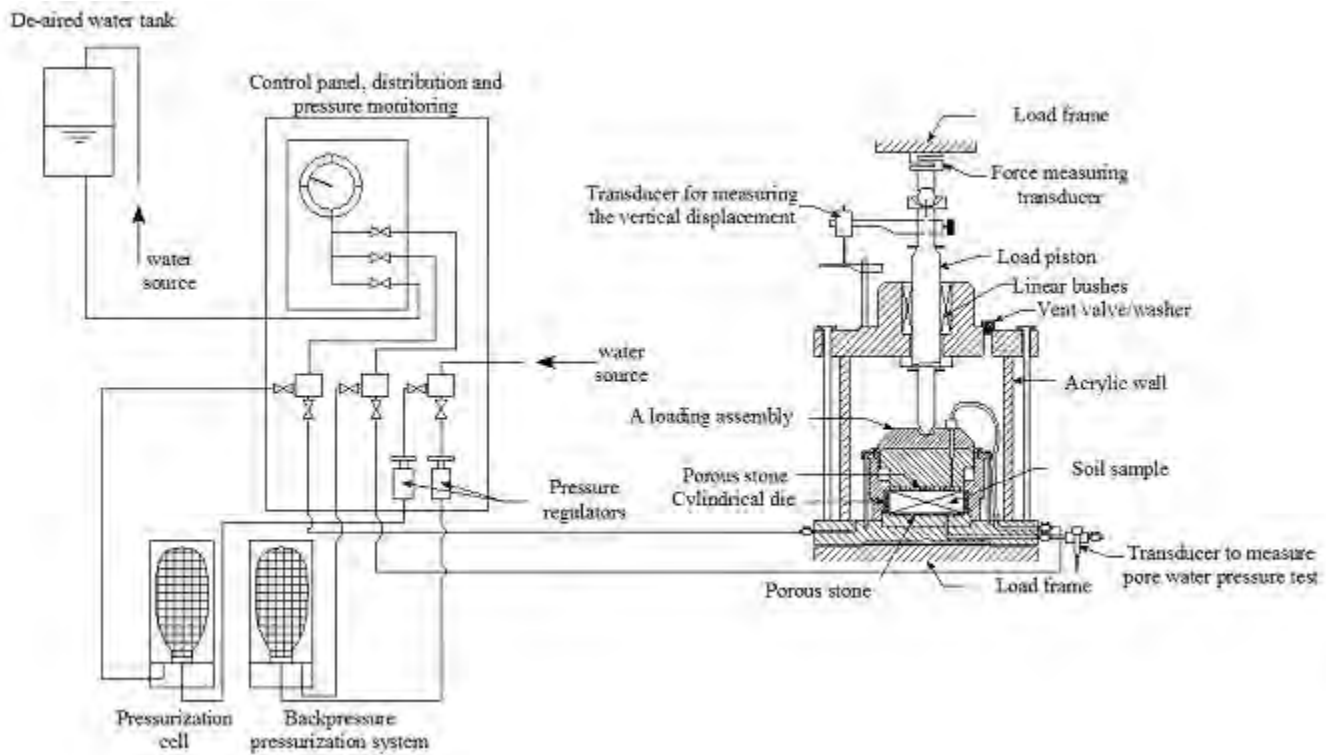 De-aired water tank
Control panel, distribution and
pressure monitoring
water
source
water
source
Pressure
regulators
Pressurization
cell
Backpressure
pressurization system
Load frame
Force measuring
transducer
Transducer for measuring
the vertical displacement
Load piston
Linear bushes
Vent valve/washer
Acrylic wall
A loading assembly
Porous stone
Soil sample
Cylindrical die
Transducer to measure
pore water pressure test
Load frame
Porous stone